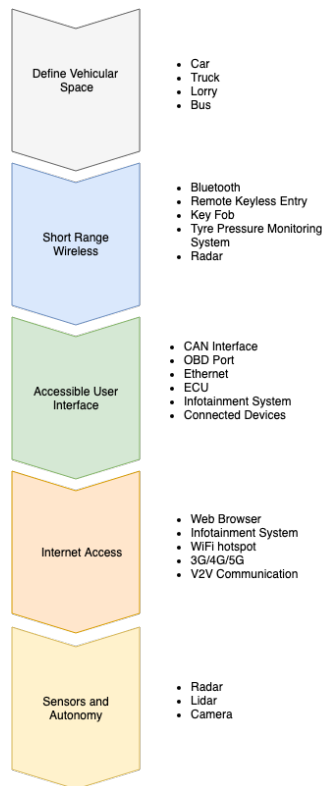 Define Vehicular
Space
• Car
• Truck
• Lorry
• Bus
Short Range
Wireless
• Bluetooth
• Remote Keyless Entry
• Key Fob
• Tyre Pressure Monitoring
System
• Radar
Accessible User
Interface
• CAN Interface
• OBD Port
• Ethernet
• ECU
• Infotainment System
• Connected Devices
Internet Access
• Web Browser
• Infotainment System
• WiFi hotspot
• 3G/4G/5G
• V2V Communication
Sensors and
Autonomy
• Radar
• Lidar
• Camera